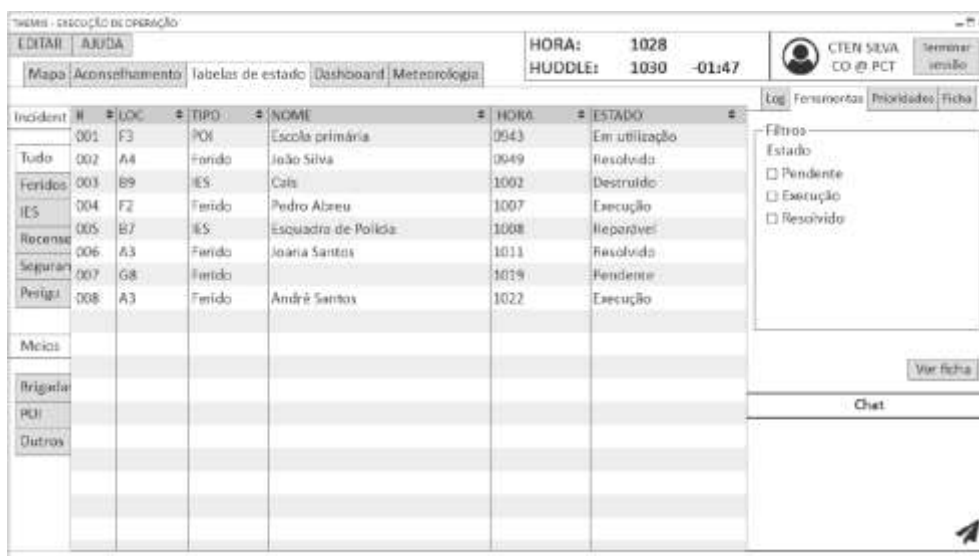 THEMIS - EXECUÇÃO DE OPERAÇÃO
EDITAR AJUDA
HORA: 1028
HUDDLE: 1030 -01:47
CTEN SILVA
CO @ PCT
Terminar sessão
Mapa Aconselhamento Tabelas de estado Dashboard Meteorologia
Log Ferramentas Prioridades Ficha
Incident # LOC TIPO NOME HORA ESTADO
001 F3 POI Escola primária 0943 Em utilização
Tudo 002 A4 Ferido João Silva 0949 Resolvido
Feridos 003 B9 IES Cais 1002 Destruído
IES 004 F2 Ferido Pedro Abreu 1007 Execução
Recense 005 B7 IES Esquadra de Polícia 1008 Reparável
Seguran 006 A3 Ferido Joana Santos 1011 Resolvido
007 G8 Ferido 1019 Pendente
Perigo 008 A3 Ferido André Santos 1022 Execução
Meios
Brigadas
POI
Outros
Filtros
Estado
Pendente
Execução
Resolvido
Ver ficha
Chat